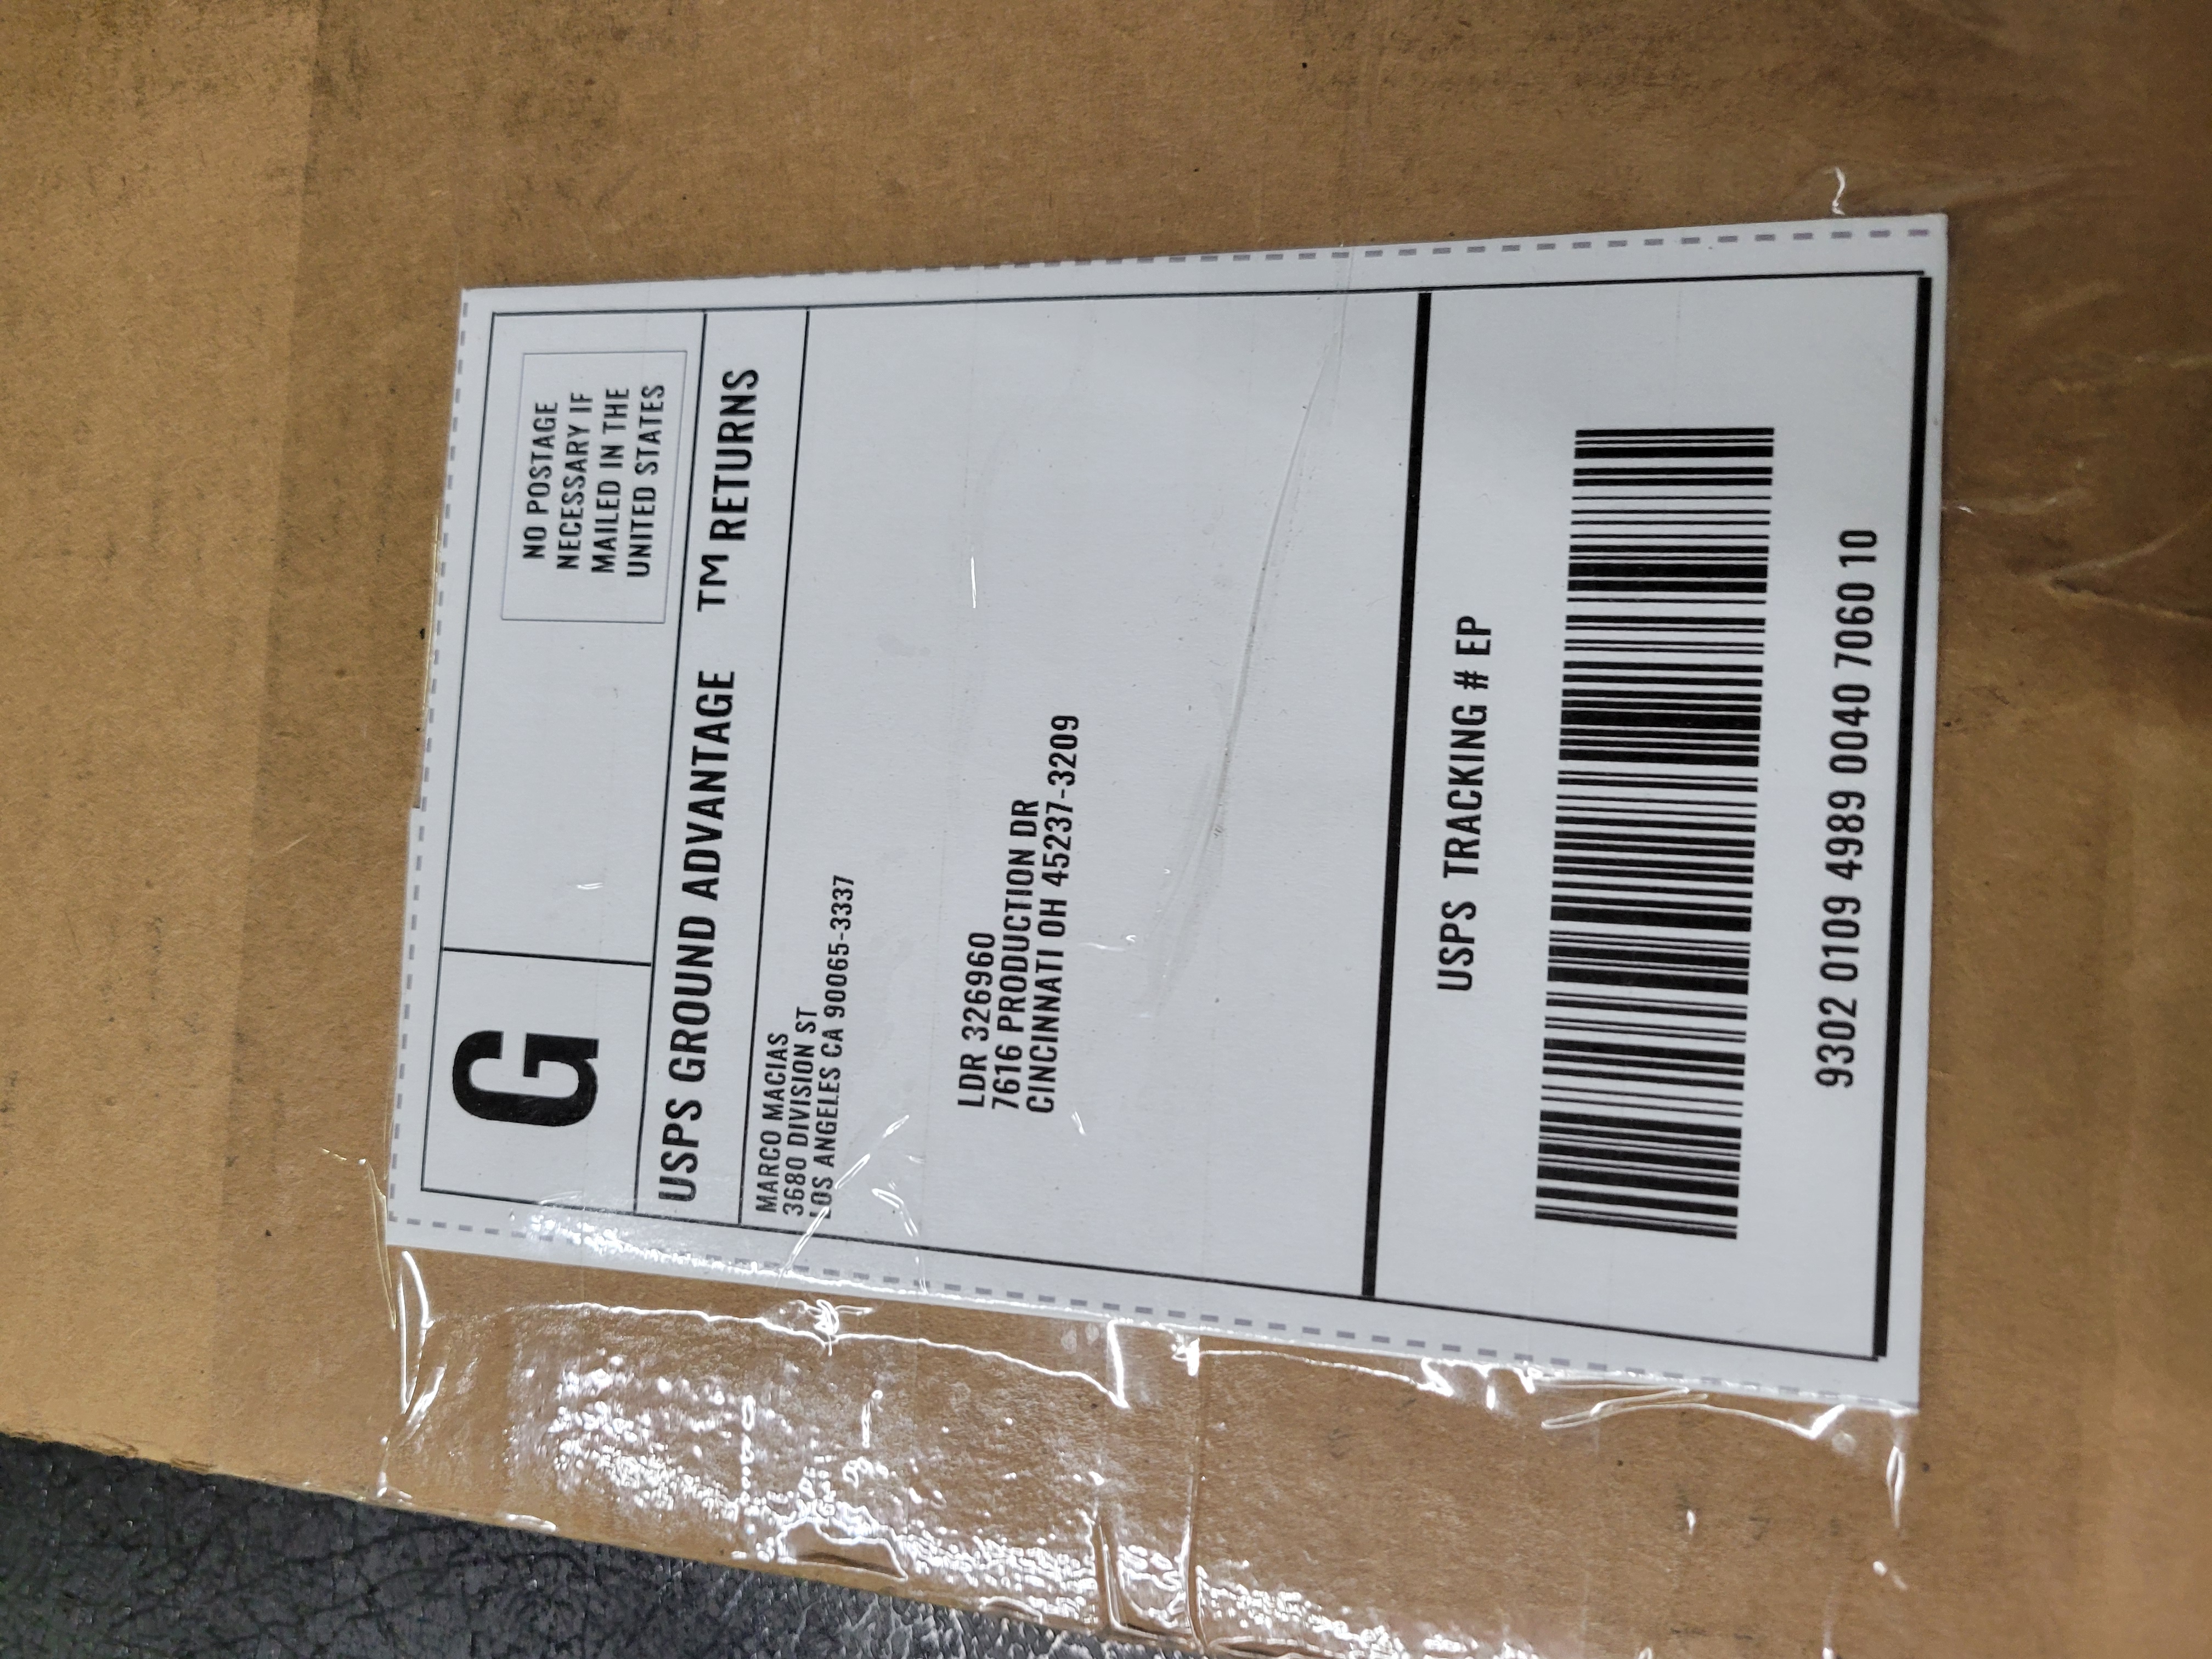 G
NO POSTAGE
NECESSSARY IF
MAILED IN THE
UNITED STATES
USPS GROUND ADVANTAGE TM RETURNS
MARCO MACIAS
3680 DIVISION ST
LOS ANGELES CA 90065-3337
LDR 326960
7616 PRODUCTION DR
CINCINNATI OH 45237-3209
USPS TRACKING # EP
9302 0109 4989 0040 7060 10